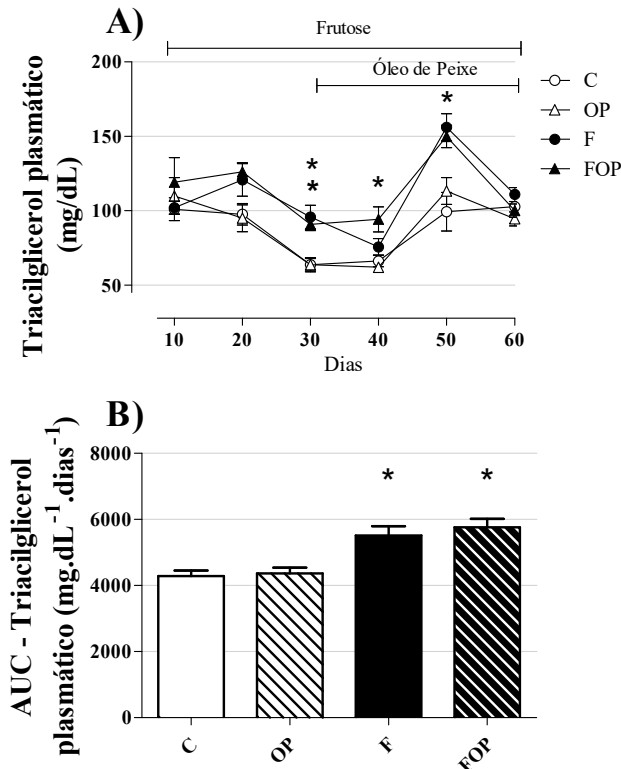 A)
Frutose
Óleo de Peixe
Triacilglicerol plasmático
(mg/dL)
200
150
100
50
*
*
*
*
10 20 30 40 50 60
Dias
C
OP
F
FOP
B)
AUC - Triacilglicerol
plasmático (mg.dL-1.dias-1
8000
6000
4000
2000
0
* *
C OP F FOP